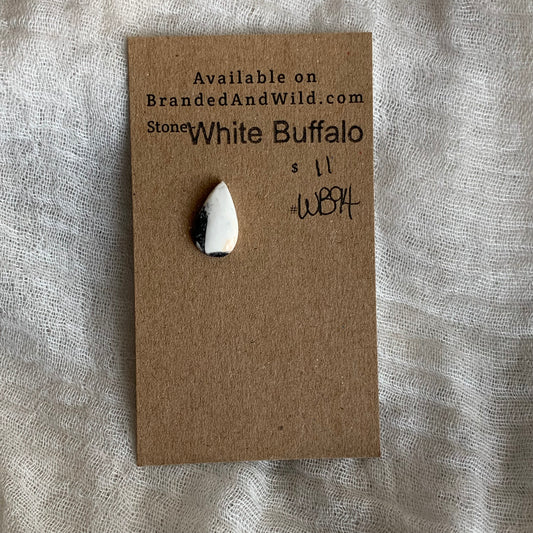 Available on
BrandedAndWild.com
Stone White Buffalo
$ 11
#WB94